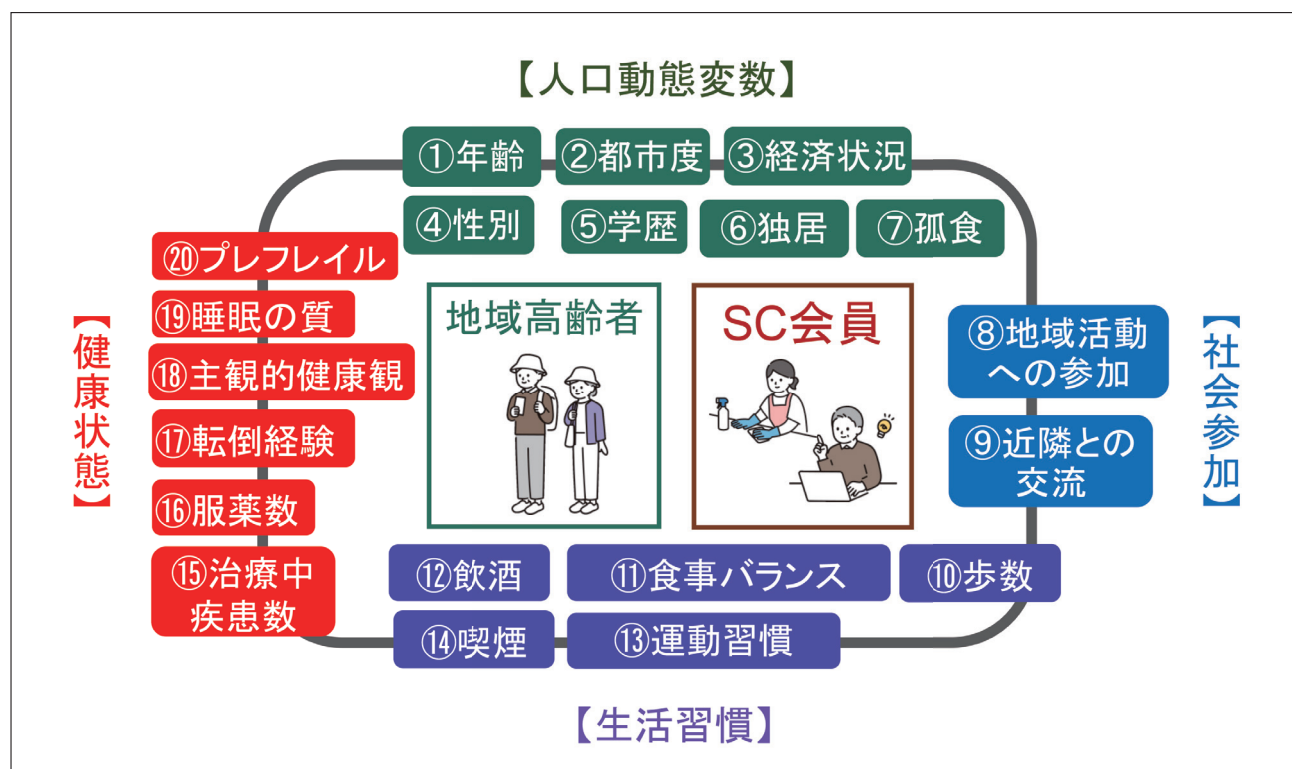 【人口動態変数】
①年齢
②都市度
③経済状況
④性別
⑤学歴
⑥独居
⑦孤食
【社会参加】
⑧地域活動
への参加
⑨近隣との
交流
⑩歩数
⑪食事バランス
⑫飲酒
⑬運動習慣
⑭喫煙
【生活習慣】
【健康状態】
⑳プレフレイル
⑲睡眠の質
⑱主観的健康観
⑰転倒経験
⑯服薬数
⑮治療中
疾患数
地域高齢者
SC会員